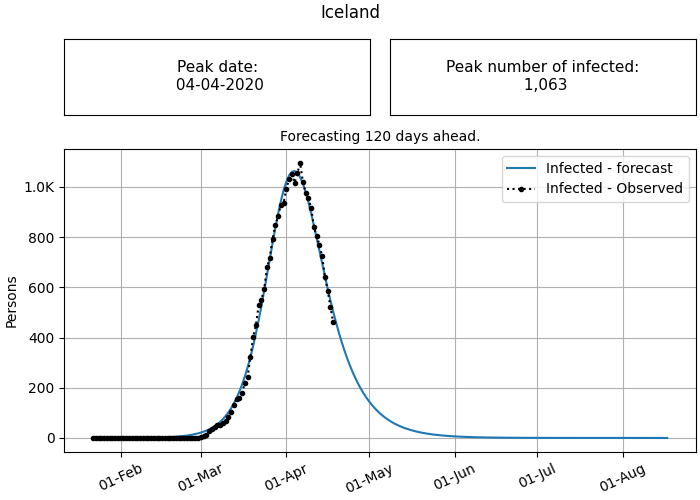 Iceland
Peak date:
04-04-2020
Peak number of infected:
1,063
Forecasting 120 days ahead.
Infected - forecast
Infected - Observed
1.0K
800
600
400
200
0
Persons
01-Feb
01-Mar
01-Apr
01-May
01-Jun
01-Jul
01-Aug